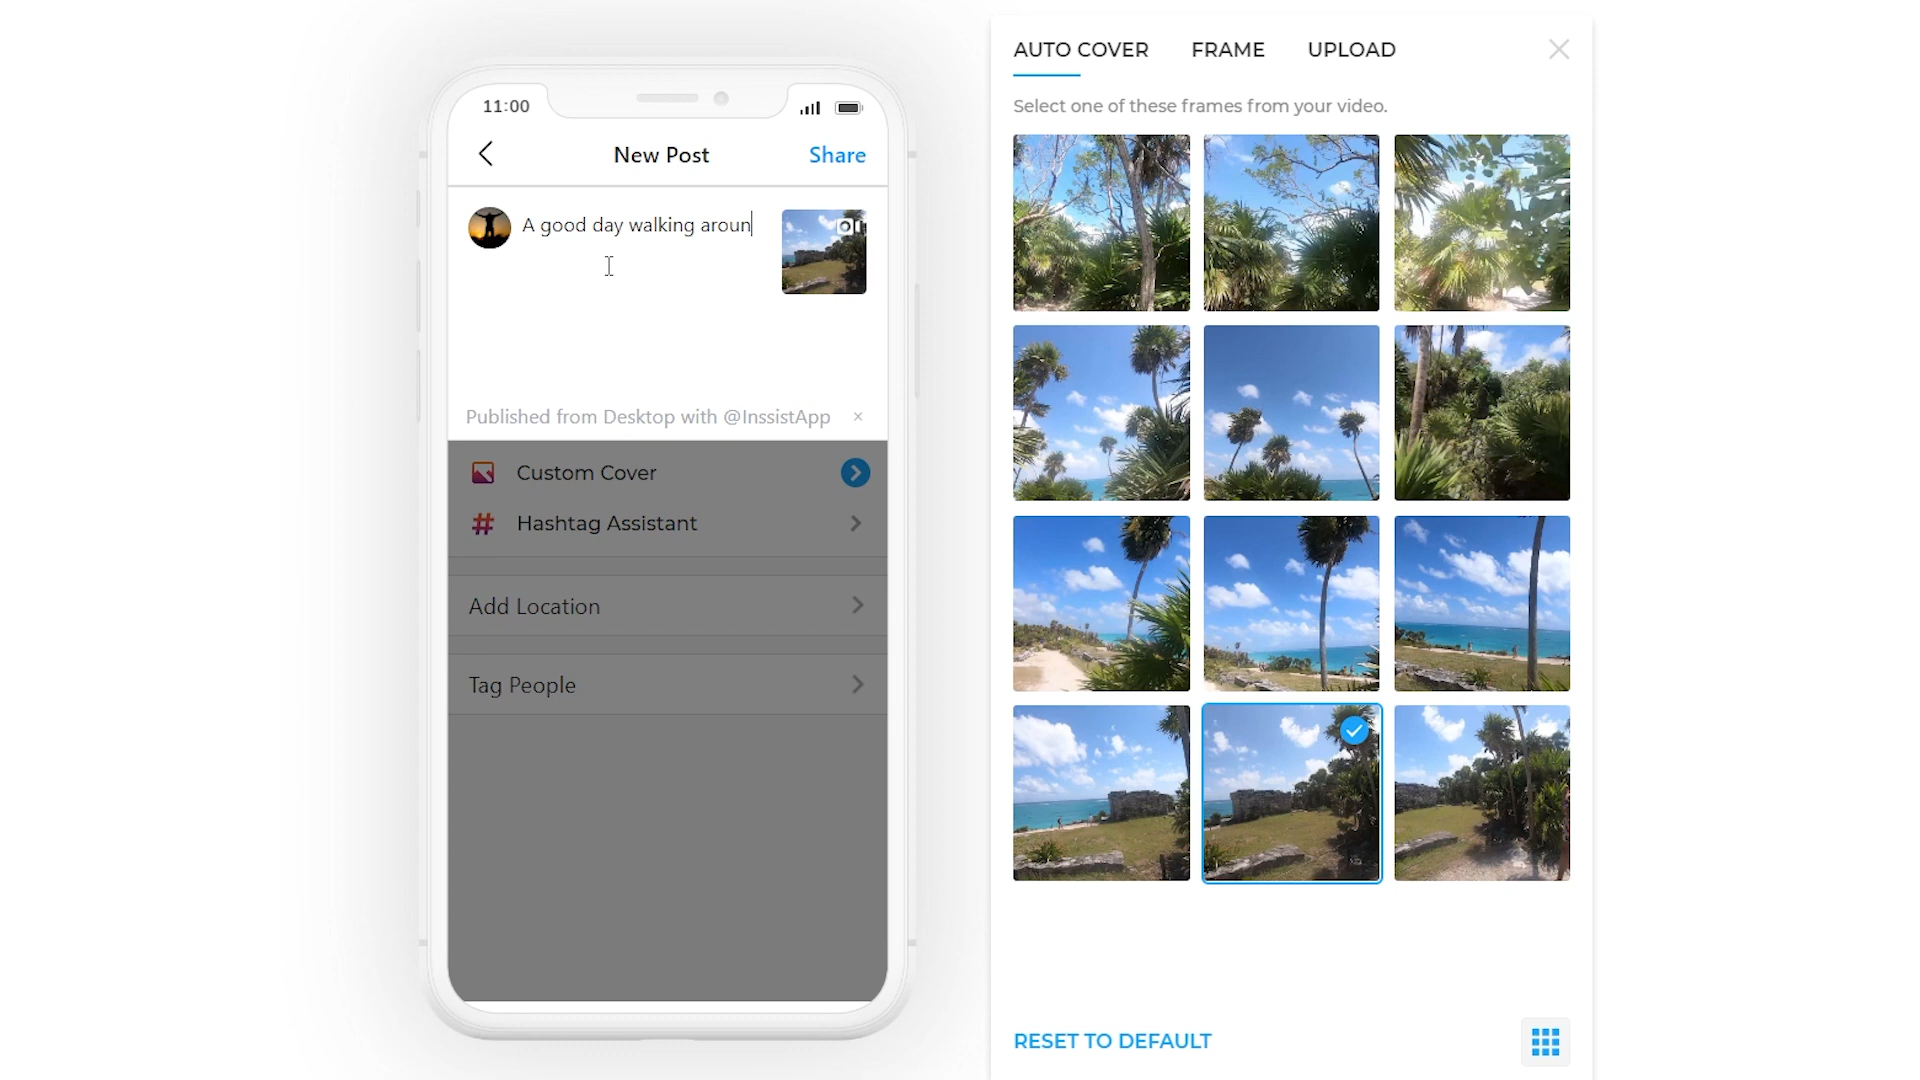 11:00
New Post
Share
A good day walking aroun
Published from Desktop with @InssistApp
Custom Cover
Hashtag Assistant
Add Location
Tag People
AUTO COVER
FRAME
UPLOAD
Select one of these frames from your video.
RESET TO DEFAULT